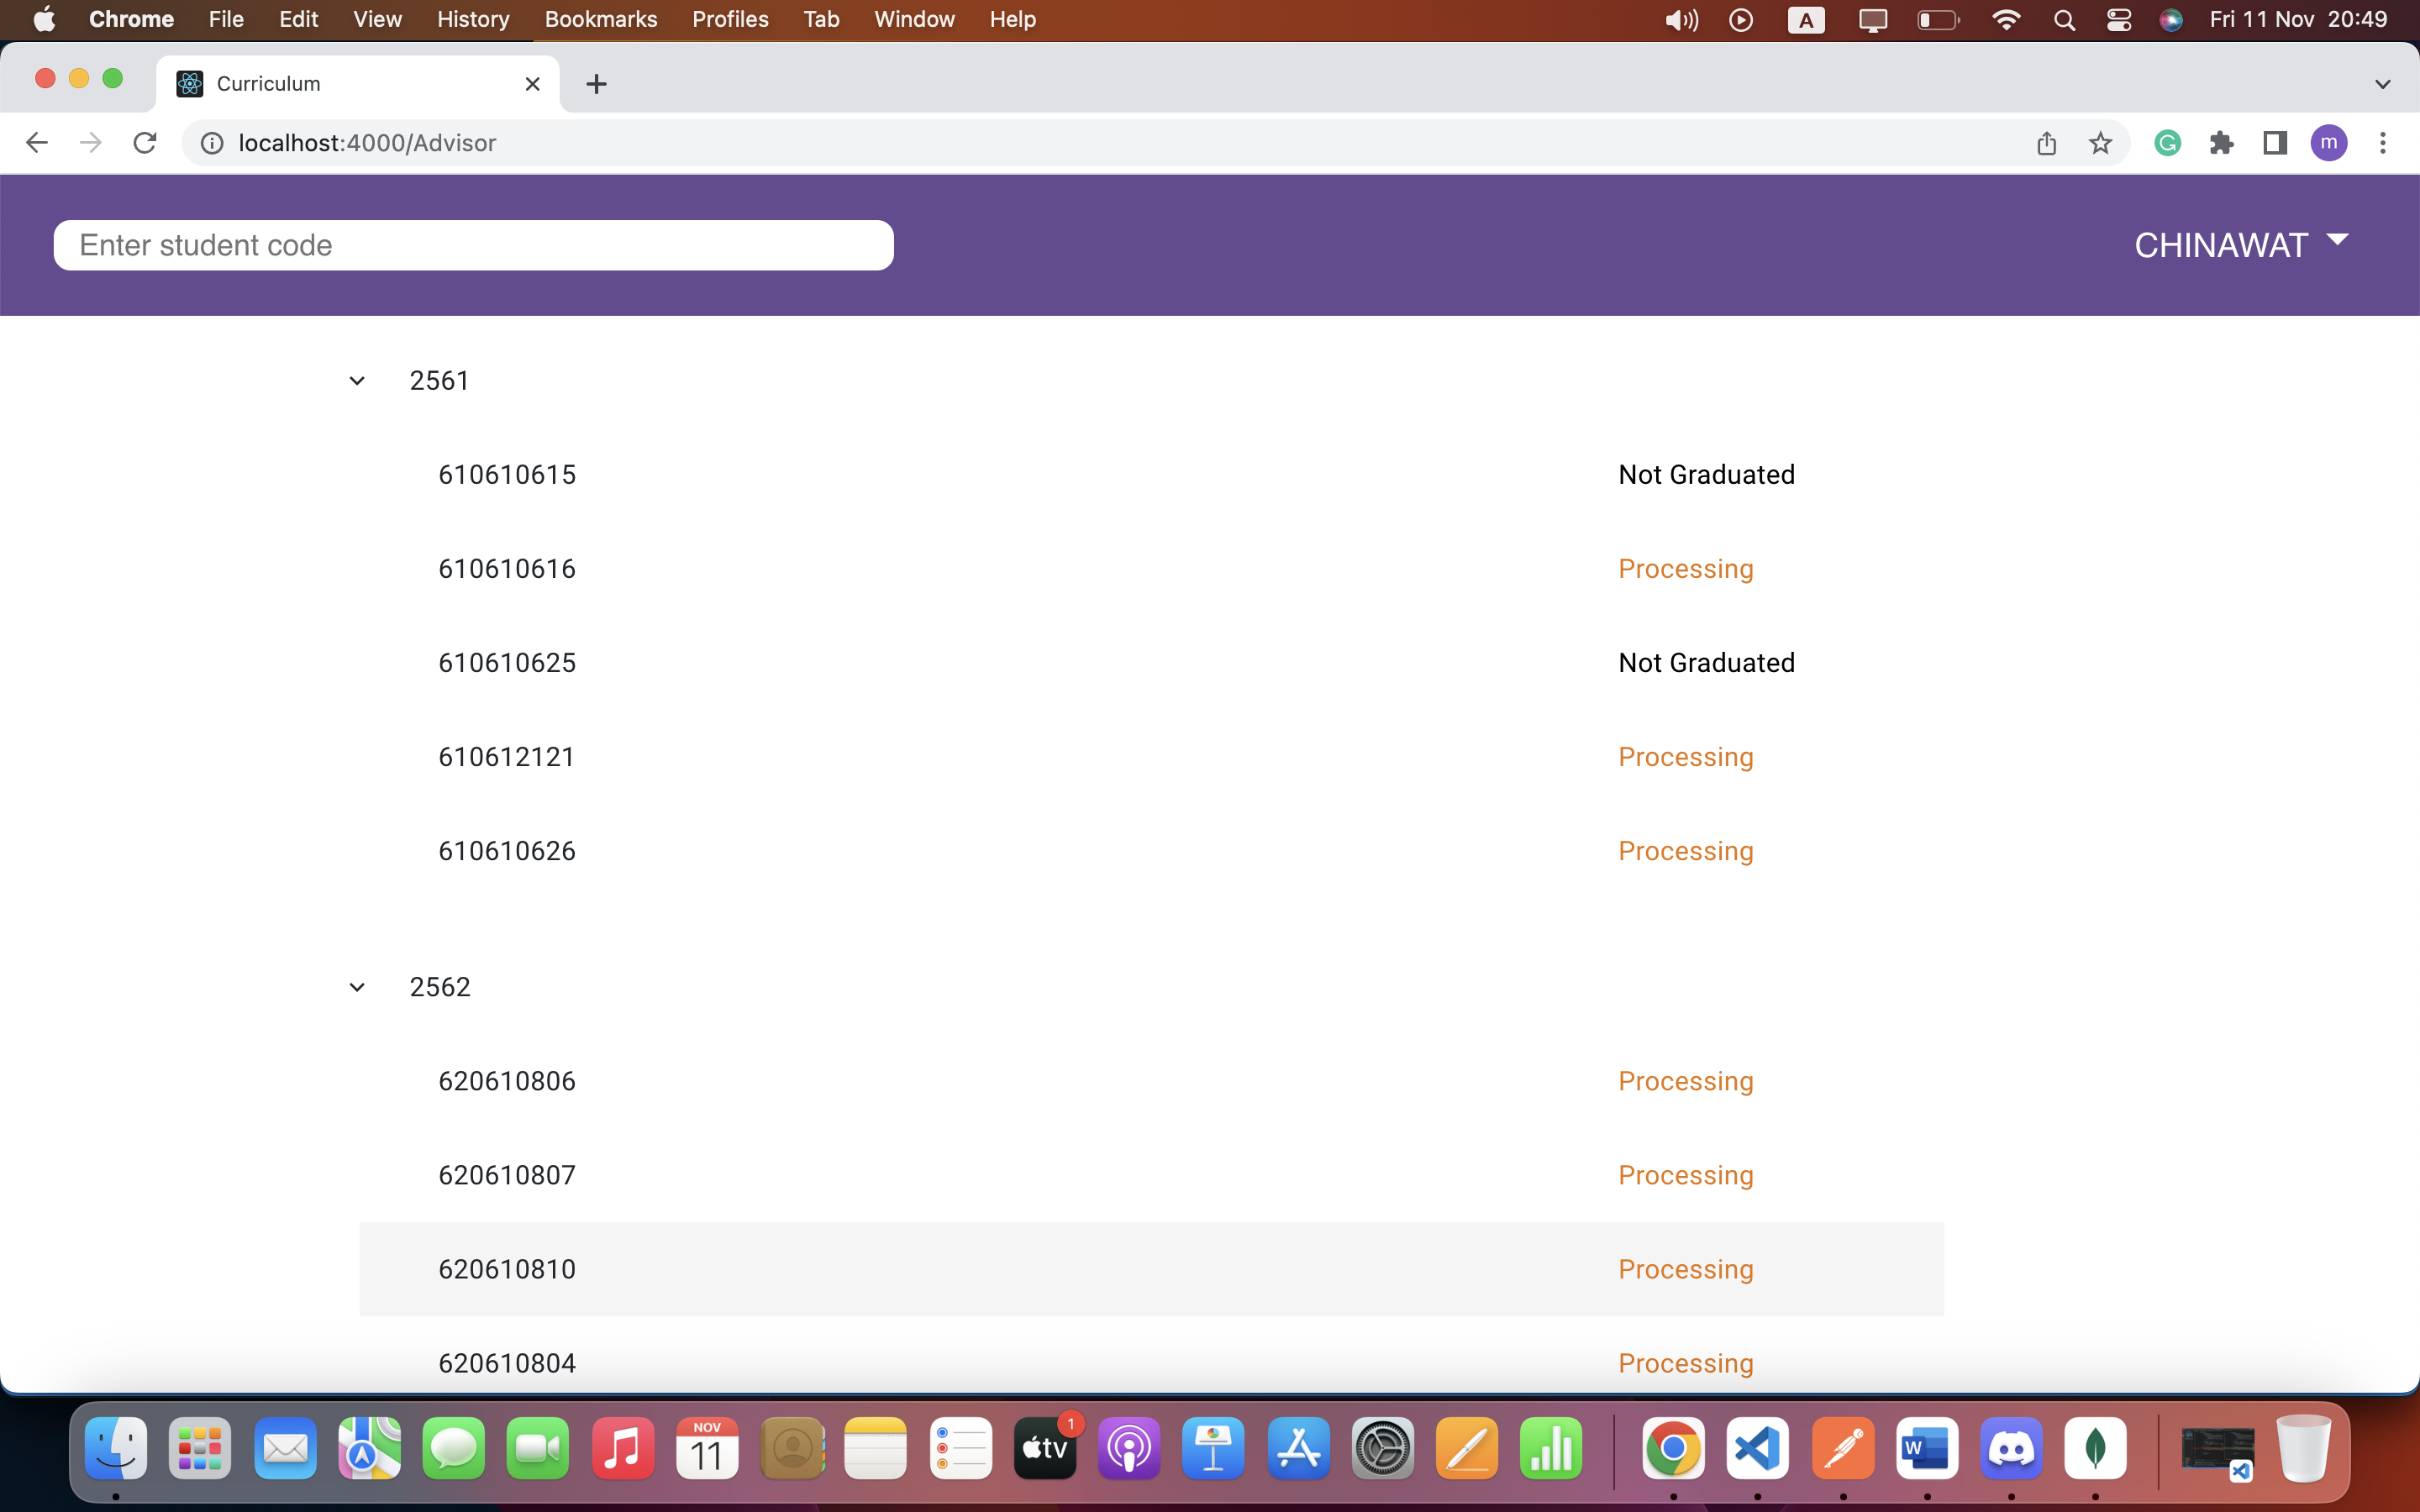 Chrome File Edit View History Bookmarks Profiles Tab Window Help A Fri 11 Nov 20:49
Curriculum
localhost:4000/Advisor m
Enter student code CHINAWAT
2561
610610615 Not Graduated
610610616 Processing
610610625 Not Graduated
610612121 Processing
610610626 Processing
2562
620610806 Processing
620610807 Processing
620610810 Processing
620610804 Processing
NOV
11
tv
1
W